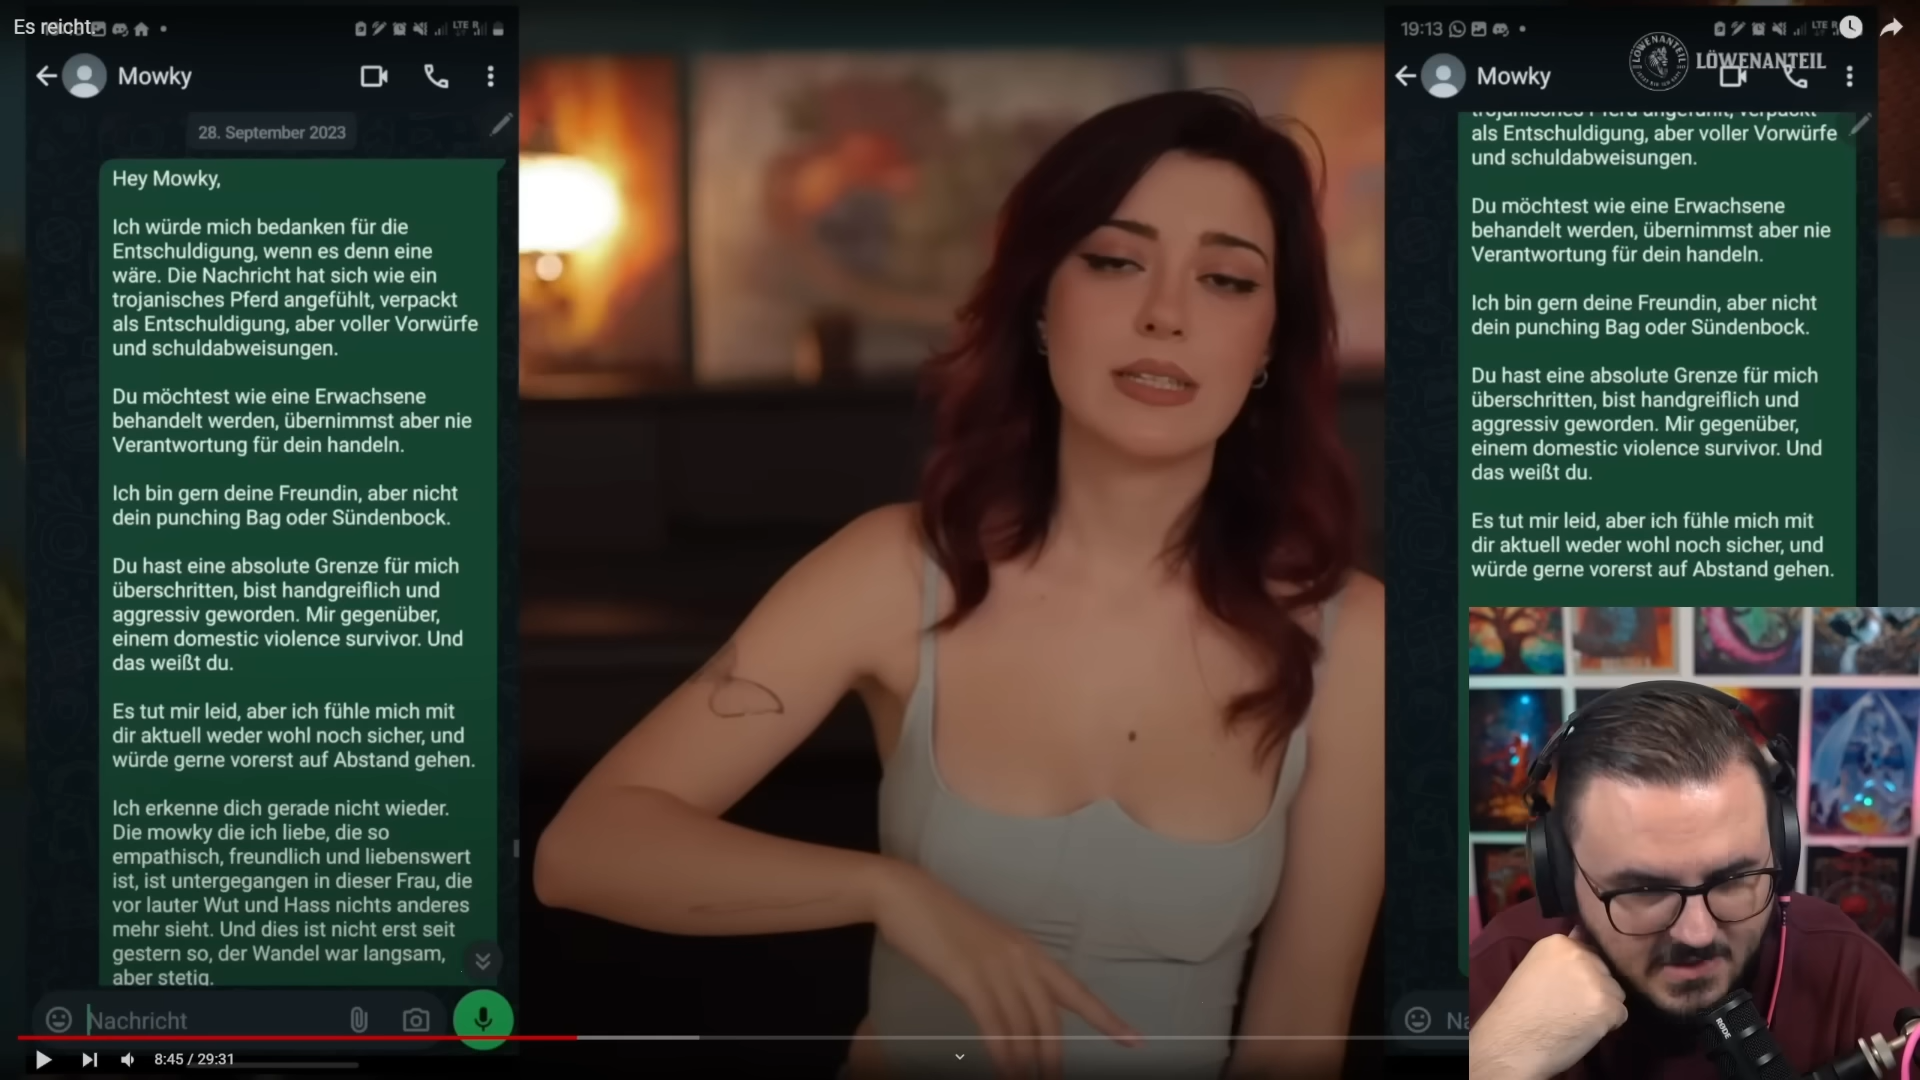 Es reicht.
Mowky
28. September 2023
Hey Mowky,
Ich würde mich bedanken für die
Entschuldigung, wenn es denn eine
wäre. Die Nachricht hat sich wie ein
trojanisches Pferd angefühlt, verpackt
als Entschuldigung, aber voller Vorwürfe
und schuldabweisungen.
Du möchtest wie eine Erwachsene
behandelt werden, übernimmst aber nie
Verantwortung für dein handeln.
Ich bin gern deine Freundin, aber nicht
dein punching Bag oder Sündenbock.
Du hast eine absolute Grenze für mich
überschritten, bist handgreiflich und
aggressiv geworden. Mir gegenüber,
einem domestic violence survivor. Und
das weißt du.
Es tut mir leid, aber ich fühle mich mit
dir aktuell weder wohl noch sicher, und
würde gerne vorerst auf Abstand gehen.
Ich erkenne dich gerade nicht wieder.
Die mowky die ich liebe, die so
empathisch, freundlich und liebenswert
ist, ist untergegangen in dieser Frau, die
vor lauter Wut und Hass nichts anderes
mehr sieht. Und dies ist nicht erst seit
gestern so, der Wandel war langsam,
aber stetig.
Nachricht
8:45 / 29:31
19:13
LTE
LÖWENANTEIL
Mowky
trojanisches Pferd angefühlt, verpackt
als Entschuldigung, aber voller Vorwürfe
und schuldabweisungen.
Du möchtest wie eine Erwachsene
behandelt werden, übernimmst aber nie
Verantwortung für dein handeln.
Ich bin gern deine Freundin, aber nicht
dein punching Bag oder Sündenbock.
Du hast eine absolute Grenze für mich
überschritten, bist handgreiflich und
aggressiv geworden. Mir gegenüber,
einem domestic violence survivor. Und
das weißt du.
Es tut mir leid, aber ich fühle mich mit
dir aktuell weder wohl noch sicher, und
würde gerne vorerst auf Abstand gehen.
Na
RØDE